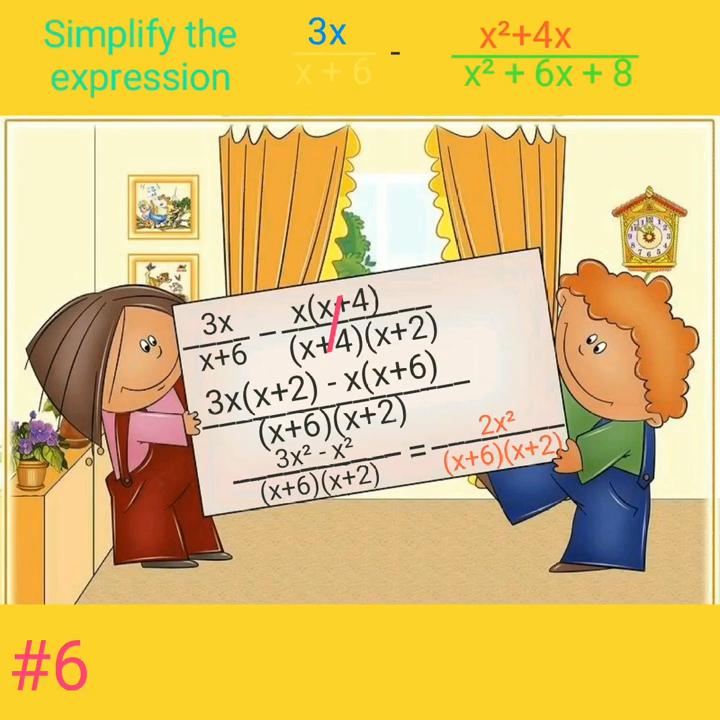 Simplify the
expression
3x
x + 6
-
x²+4x
x² + 6x + 8
3x
x+6
-
x(x+4)
(x+4)(x+2)
3x(x+2) - x(x+6)
(x+6)(x+2)
3x² - x²
(x+6)(x+2)
=
2x²
(x+6)(x+2)
#6